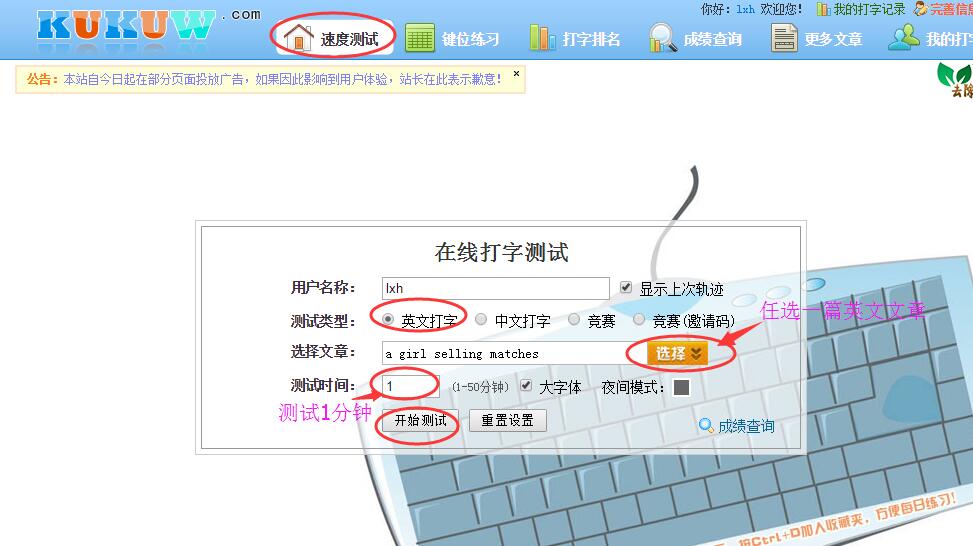 KUKUW.com
你好：lxh 欢迎您！ 我的打字记录 完善信息
速度测试 键位练习 打字排名 成绩查询 更多文章 我的打字
公告：本站自今日起在部分页面投放广告，如果因此影响到用户体验，站长在此表示歉意！ ×
去除
在线打字测试
用户名称： lxh 显示上次轨迹
测试类型： 英文打字 中文打字 竞赛 竞赛(邀请码)
任选一篇英文文章
选择文章： a girl selling matches 选择
测试时间： 1 (1-50分钟) 大字体 夜间模式：
测试1分钟
开始测试 重置设置 成绩查询
按Ctrl+D加入收藏夹，方便每日练习！